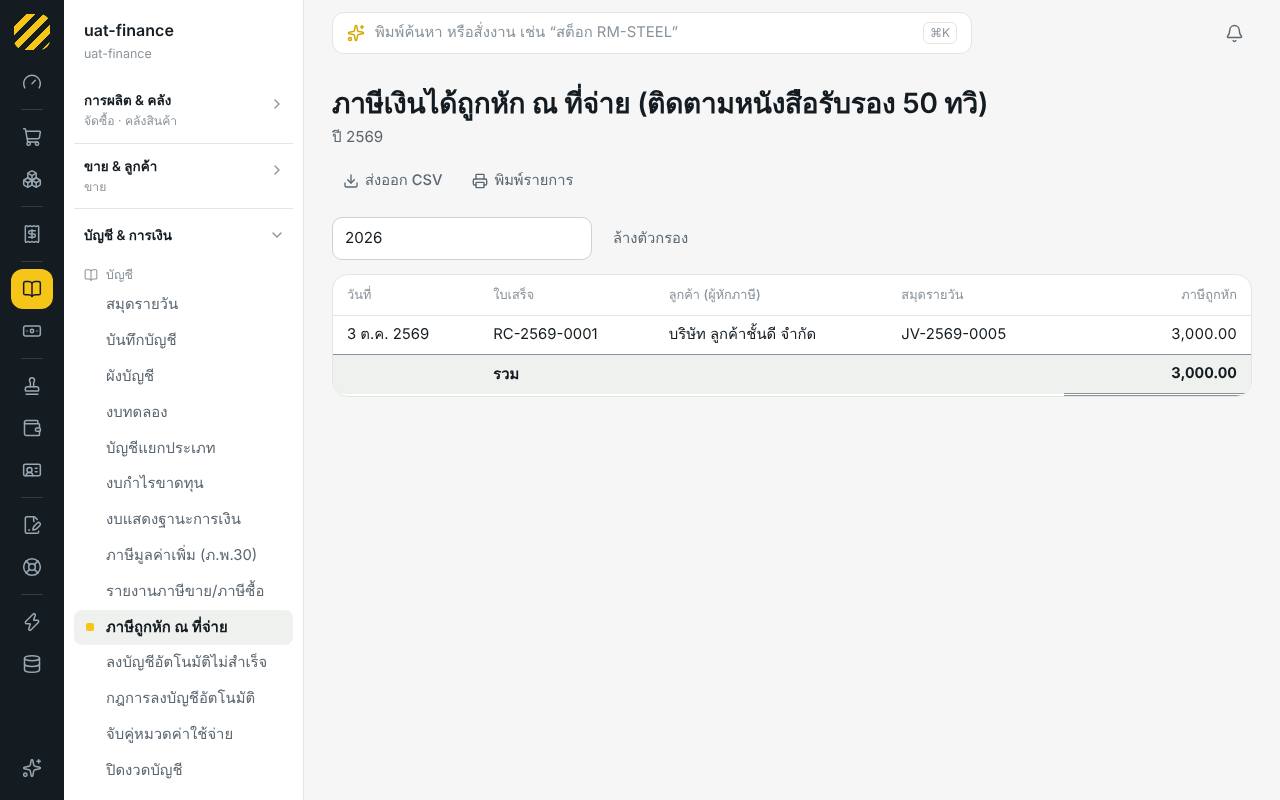 uat-finance
uat-finance
การผลิต & คลัง
จัดซื้อ · คลังสินค้า
ขาย & ลูกค้า
ขาย
บัญชี & การเงิน
บัญชี
สมุดรายวัน
บันทึกบัญชี
ผังบัญชี
งบทดลอง
บัญชีแยกประเภท
งบกำไรขาดทุน
งบแสดงฐานะการเงิน
ภาษีมูลค่าเพิ่ม (ภ.พ.30)
รายงานภาษีขาย/ภาษีซื้อ
ภาษีถูกหัก ณ ที่จ่าย
ลงบัญชีอัตโนมัติไม่สำเร็จ
กฎการลงบัญชีอัตโนมัติ
จับคู่หมวดค่าใช้จ่าย
ปิดงวดบัญชี
พิมพ์ค้นหา หรือสั่งงาน เช่น “สต็อก RM-STEEL” ⌘K
ภาษีเงินได้ถูกหัก ณ ที่จ่าย (ติดตามหนังสือรับรอง 50 ทวิ)
ปี 2569
ส่งออก CSV พิมพ์รายการ
2026 ล้างตัวกรอง
วันที่ ใบเสร็จ ลูกค้า (ผู้หักภาษี) สมุดรายวัน ภาษีถูกหัก
3 ต.ค. 2569 RC-2569-0001 บริษัท ลูกค้าชั้นดี จำกัด JV-2569-0005 3,000.00
รวม 3,000.00